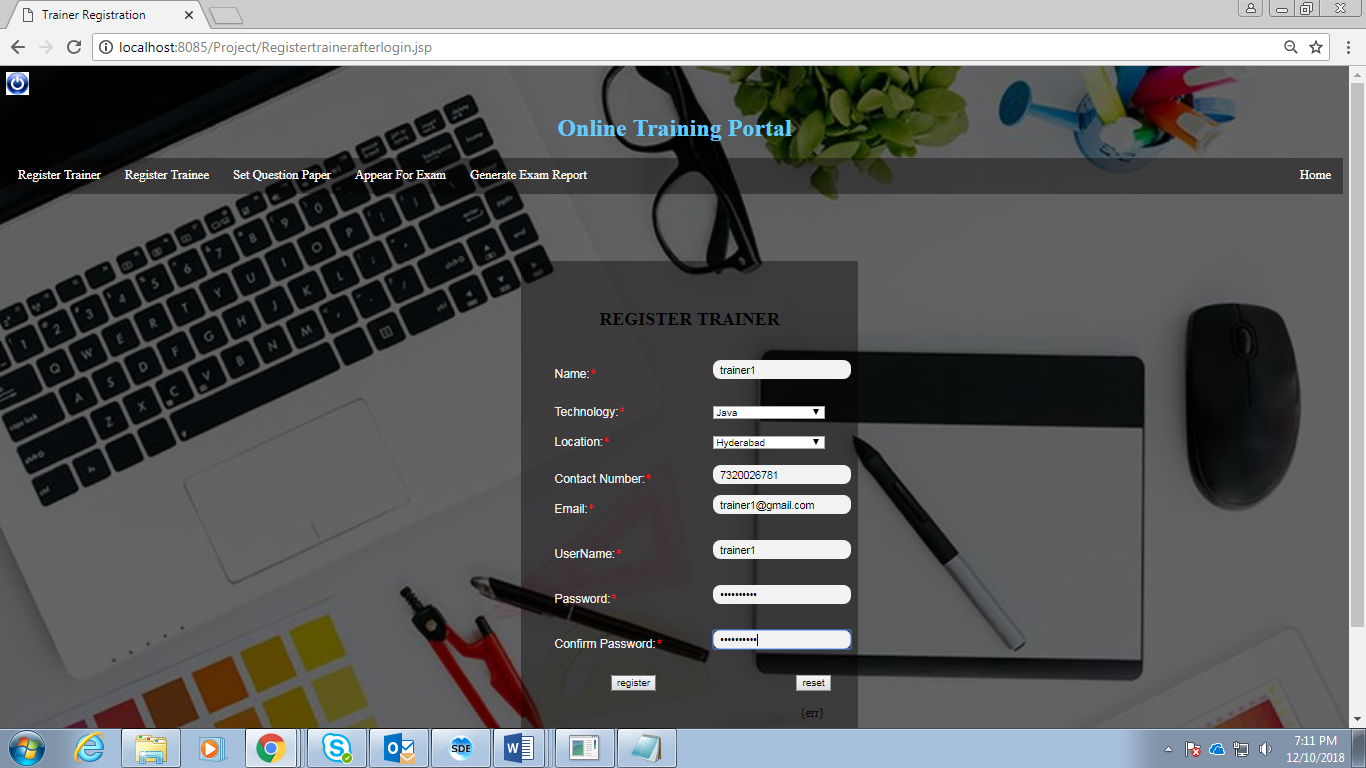 Trainer Registration
localhost:8085/Project/Registertrainerafterlogin.jsp
Online Training Portal
Register Trainer Register Trainee Set Question Paper Appear For Exam Generate Exam Report Home
REGISTER TRAINER
Name:* trainer1
Technology:* Java
Location:* Hyderabad
Contact Number:* 7320026781
Email:* trainer1@gmail.com
UserName:* trainer1
Password:* ••••••••••
Confirm Password:* ••••••••••
register reset
{err}
SDE
7:11 PM
12/10/2018